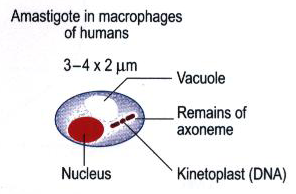 Amastigote in macrophages
of humans
3–4 x 2 µm
Vacuole
Remains of
axoneme
Nucleus
Kinetoplast (DNA)